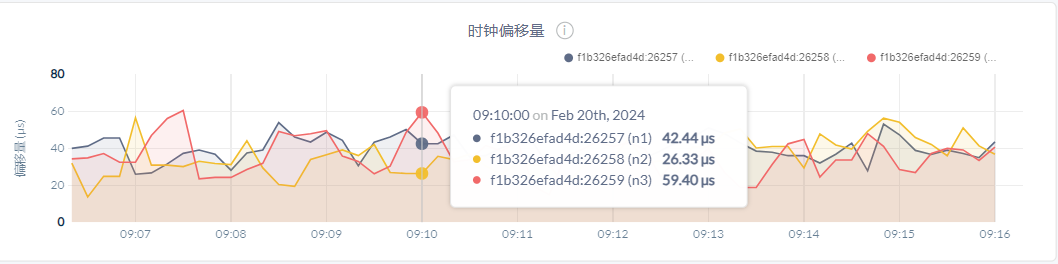 时钟偏移量
f1b326efad4d:26257 (...
f1b326efad4d:26258 (...
f1b326efad4d:26259 (...
偏移量 (μs)
80
60
40
20
0
09:10:00 on Feb 20th, 2024
f1b326efad4d:26257 (n1) 42.44 μs
f1b326efad4d:26258 (n2) 26.33 μs
f1b326efad4d:26259 (n3) 59.40 μs
09:07 09:08 09:09 09:10 09:11 09:12 09:13 09:14 09:15 09:16